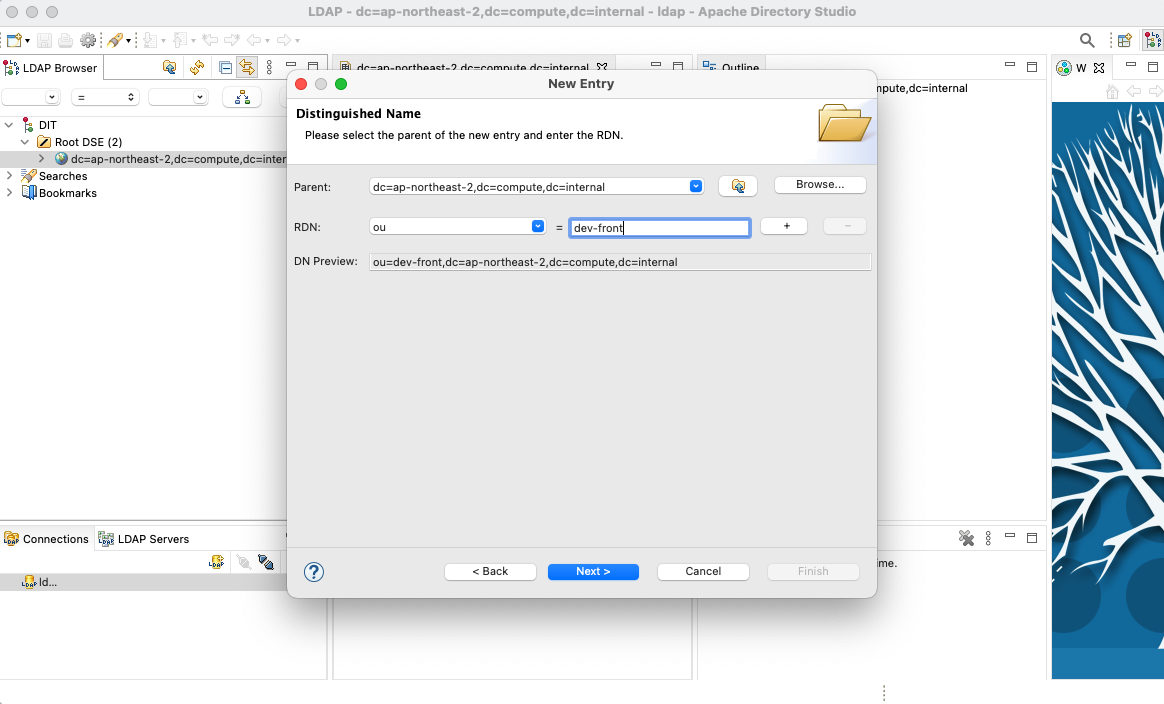 LDAP - dc=ap-northeast-2,dc=compute,dc=internal - ldap - Apache Directory Studio
LDAP Browser
dc=ap-northeast-2,dc=compute,dc=internal
Outline
W
=
DIT
Root DSE (2)
dc=ap-northeast-2,dc=compute,dc=inter
Searches
Bookmarks
New Entry
Distinguished Name
Please select the parent of the new entry and enter the RDN.
Parent:
dc=ap-northeast-2,dc=compute,dc=internal
Browse...
RDN:
ou
=
dev-front
+
-
DN Preview:
ou=dev-front,dc=ap-northeast-2,dc=compute,dc=internal
?
< Back
Next >
Cancel
Finish
npute,dc=internal
Connections
LDAP Servers
LDAP
ld...
me.